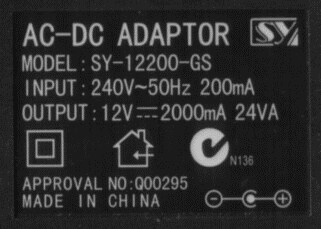 AC-DC ADAPTOR SY
MODEL : SY-12200-GS
INPUT : 240V~50Hz 200mA
OUTPUT : 12V⎓2000mA 24VA
N136
APPROVAL NO:Q00295
MADE IN CHINA